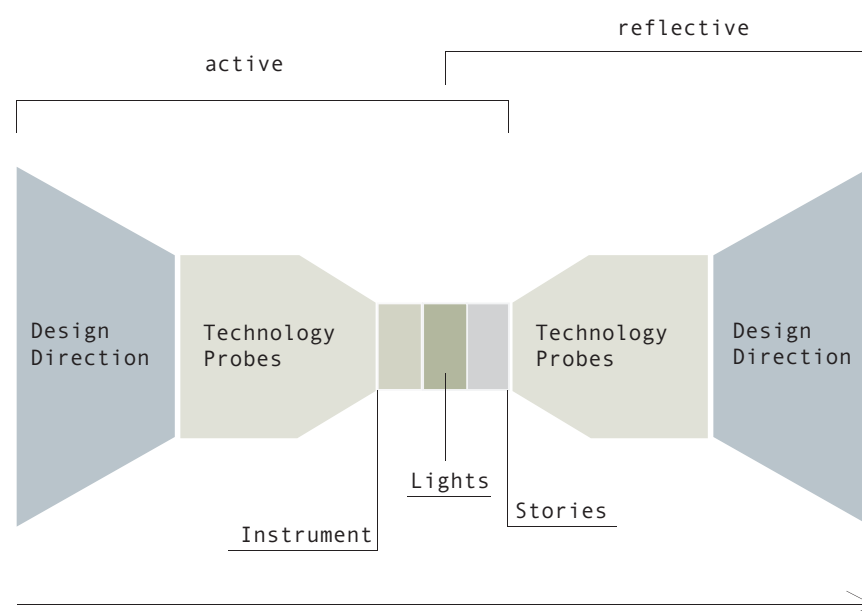 reflective
active
Design
Direction
Technology
Probes
Technology
Probes
Design
Direction
Lights
Stories
Instrument